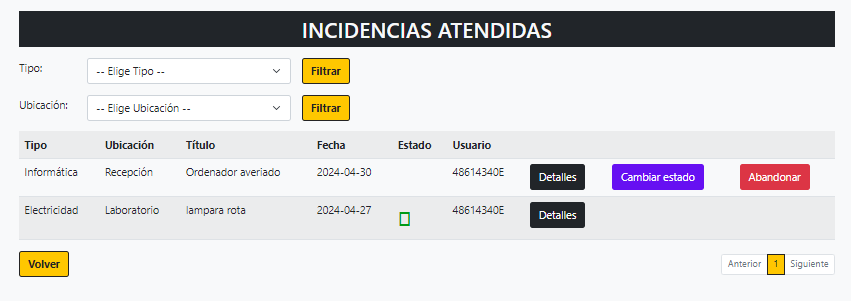 INCIDENCIAS ATENDIDAS
Tipo: -- Elige Tipo -- Filtrar
Ubicación: -- Elige Ubicación -- Filtrar
Tipo Ubicación Título Fecha Estado Usuario
Informática Recepción Ordenador averiado 2024-04-30 48614340E Detalles Cambiar estado Abandonar
Electricidad Laboratorio lampara rota 2024-04-27 48614340E Detalles
Volver Anterior 1 Siguiente